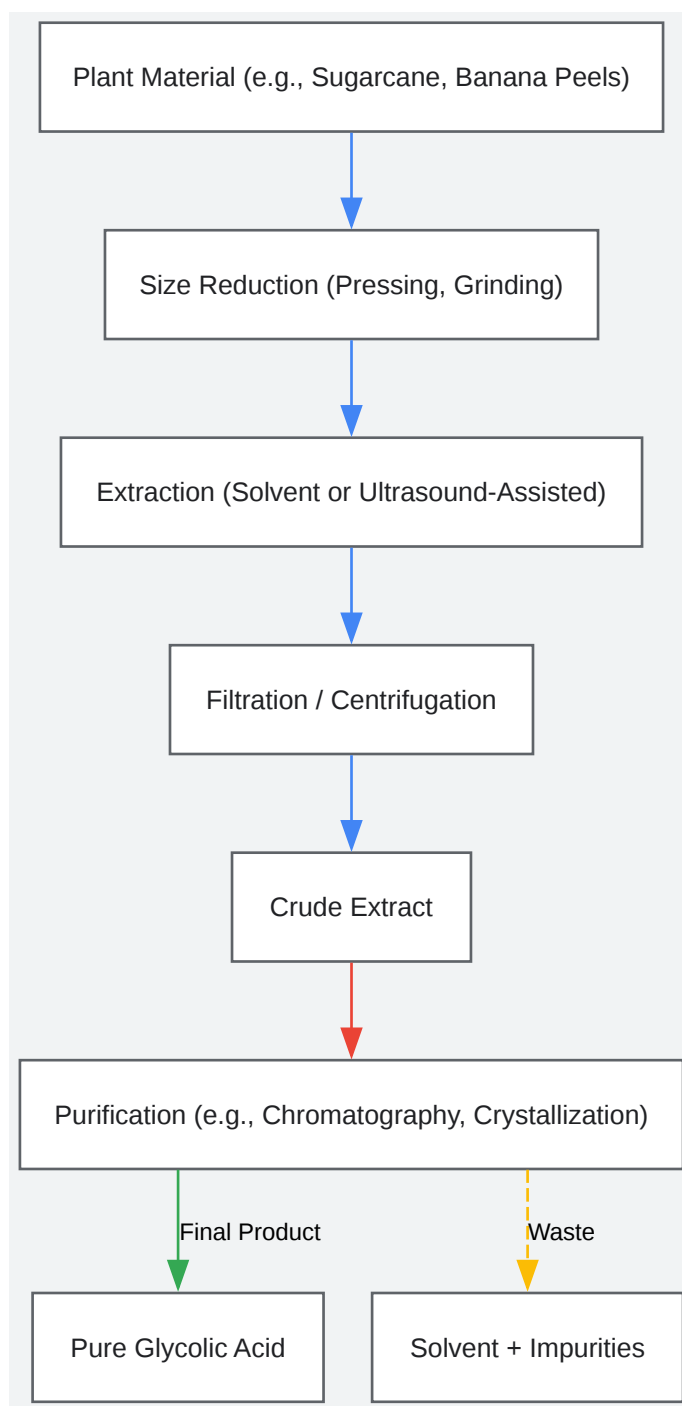 Plant Material (e.g., Sugarcane, Banana Peels)
Size Reduction (Pressing, Grinding)
Extraction (Solvent or Ultrasound-Assisted)
Filtration / Centrifugation
Crude Extract
Purification (e.g., Chromatography, Crystallization)
Final Product
Waste
Pure Glycolic Acid
Solvent + Impurities